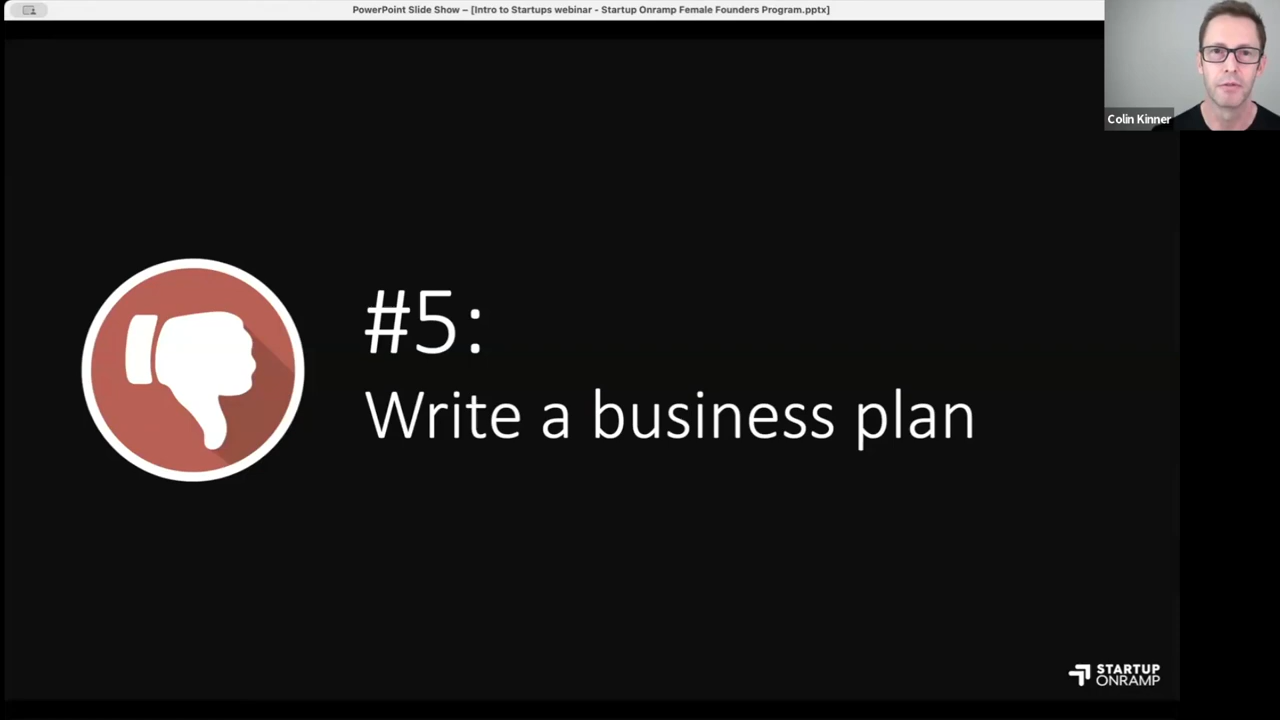 PowerPoint Slide Show – [Intro to Startups webinar - Startup Onramp Female Founders Program.pptx]
Colin Kinner
#5:
Write a business plan
STARTUP
ONRAMP